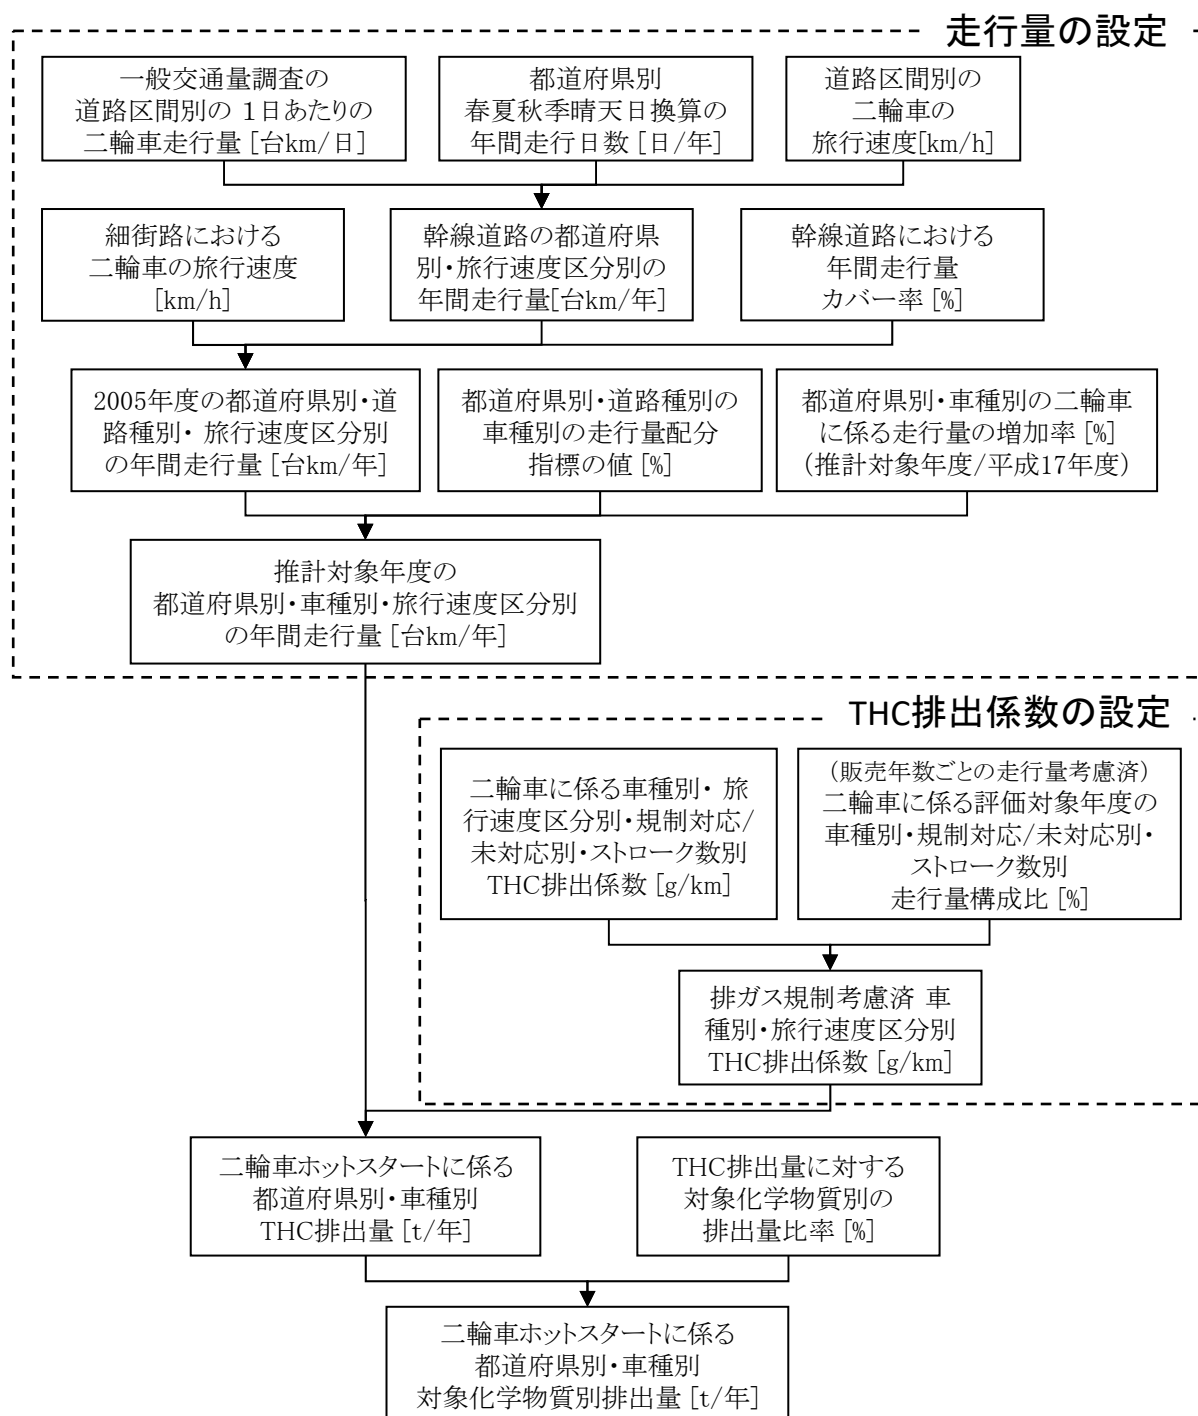 走行量の設定
一般交通量調査の
道路区間別の 1日あたりの
二輪車走行量 [台km/日]
都道府県別
春夏秋季晴天日換算の
年間走行日数 [日/年]
道路区間別の
二輪車の
旅行速度[km/h]
細街路における
二輪車の旅行速度
[km/h]
幹線道路の都道府県
別・旅行速度区分別の
年間走行量[台km/年]
幹線道路における
年間走行量
カバー率 [%]
2005年度の都道府県別・道
路種別・ 旅行速度区分別
の年間走行量 [台km/年]
都道府県別・道路種別の
車種別の走行量配分
指標の値 [%]
都道府県別・車種別の二輪車
に係る走行量の増加率 [%]
(推計対象年度/平成17年度)
推計対象年度の
都道府県別・車種別・旅行速度区分別
の年間走行量 [台km/年]
THC排出係数の設定
二輪車に係る車種別・ 旅
行速度区分別・規制対応/
未対応別・ストローク数別
THC排出係数 [g/km]
(販売年数ごとの走行量考慮済)
二輪車に係る評価対象年度の
車種別・規制対応/未対応別・
ストローク数別
走行量構成比 [%]
排ガス規制考慮済 車
種別・旅行速度区分別
THC排出係数 [g/km]
二輪車ホットスタートに係る
都道府県別・車種別
THC排出量 [t/年]
THC排出量に対する
対象化学物質別の
排出量比率 [%]
二輪車ホットスタートに係る
都道府県別・車種別
対象化学物質別排出量 [t/年]